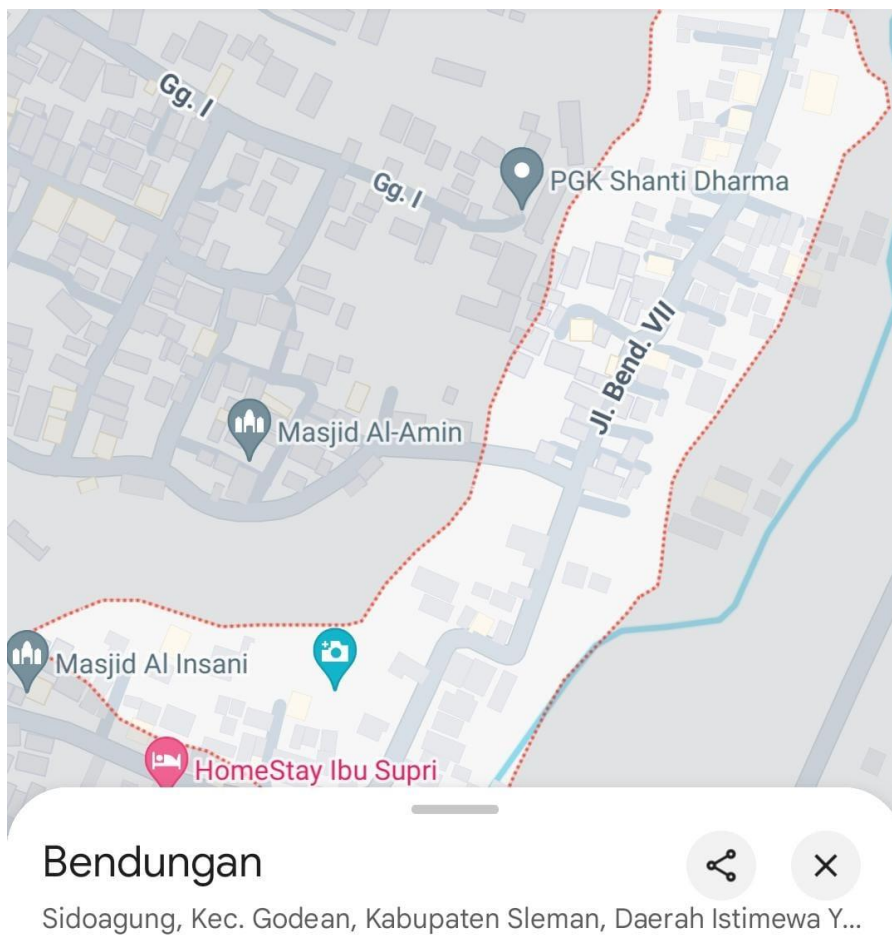 Gg. I
Gg. I
PGK Shanti Dharma
Jl. Bend. VII
Masjid Al-Amin
Masjid Al Insani
HomeStay Ibu Supri
Bendungan
Sidoagung, Kec. Godean, Kabupaten Sleman, Daerah Istimewa Y...